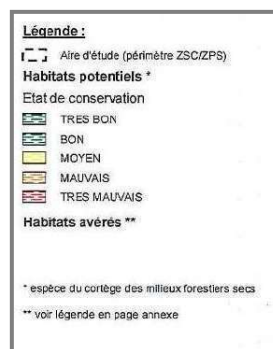 Légende :
Aire d'étude (périmètre ZSC/ZPS)
Habitats potentiels *
Etat de conservation
TRES BON
BON
MOYEN
MAUVAIS
TRES MAUVAIS
Habitats avérés **
* espèce du cortège des milieux forestiers secs
** voir légende en page annexe